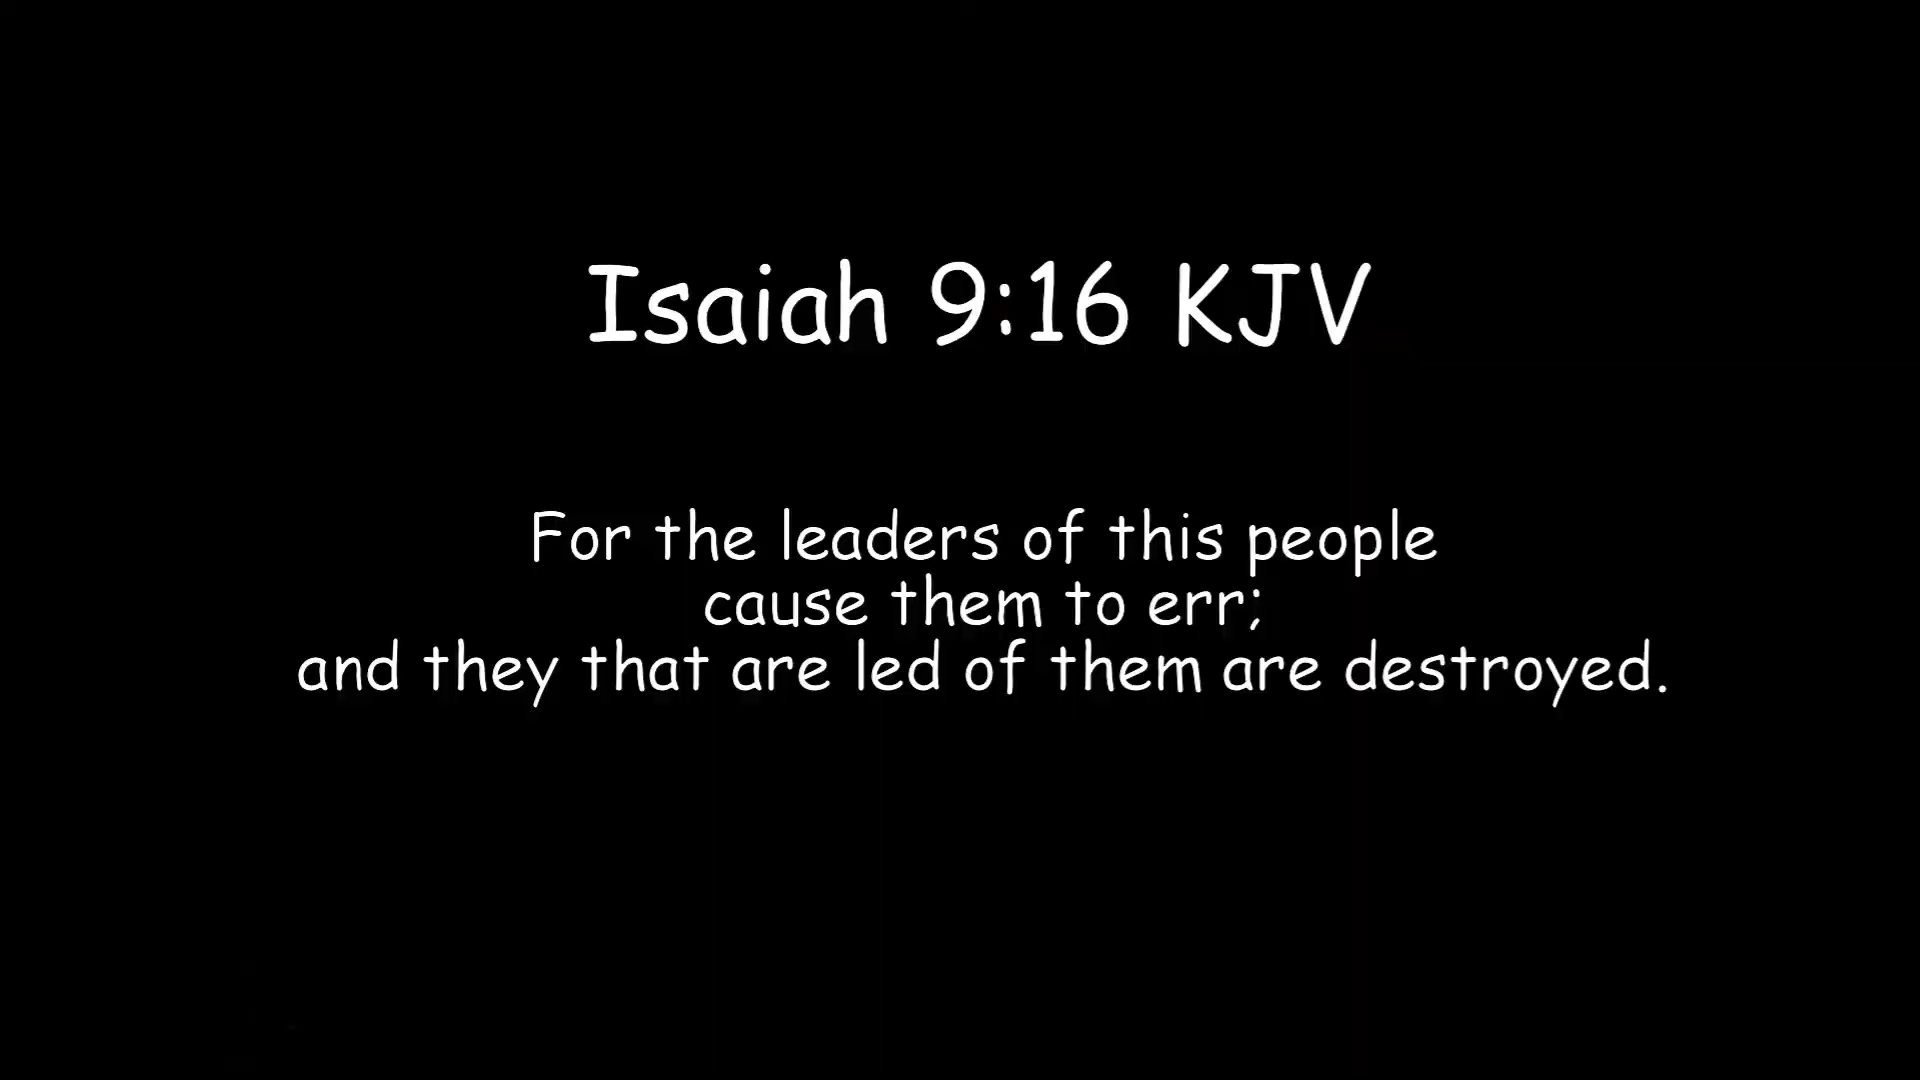 Isaiah 9:16 KJV
For the leaders of this people
cause them to err;
and they that are led of them are destroyed.